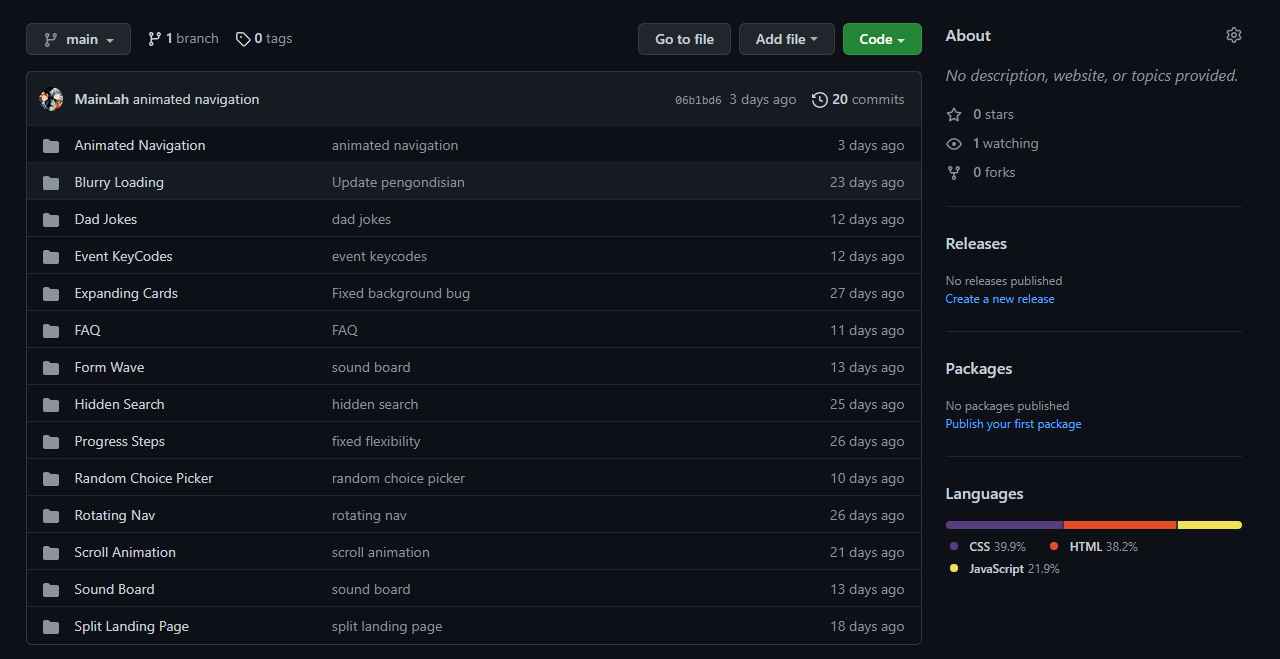 main
1 branch
0 tags
Go to file
Add file
Code
MainLah animated navigation 06b1bd6 3 days ago 20 commits
Animated Navigation animated navigation 3 days ago
Blurry Loading Update pengondisian 23 days ago
Dad Jokes dad jokes 12 days ago
Event KeyCodes event keycodes 12 days ago
Expanding Cards Fixed background bug 27 days ago
FAQ FAQ 11 days ago
Form Wave sound board 13 days ago
Hidden Search hidden search 25 days ago
Progress Steps fixed flexibility 26 days ago
Random Choice Picker random choice picker 10 days ago
Rotating Nav rotating nav 26 days ago
Scroll Animation scroll animation 21 days ago
Sound Board sound board 13 days ago
Split Landing Page split landing page 18 days ago
About
No description, website, or topics provided.
0 stars
1 watching
0 forks
Releases
No releases published
Create a new release
Packages
No packages published
Publish your first package
Languages
CSS 39.9% HTML 38.2%
JavaScript 21.9%